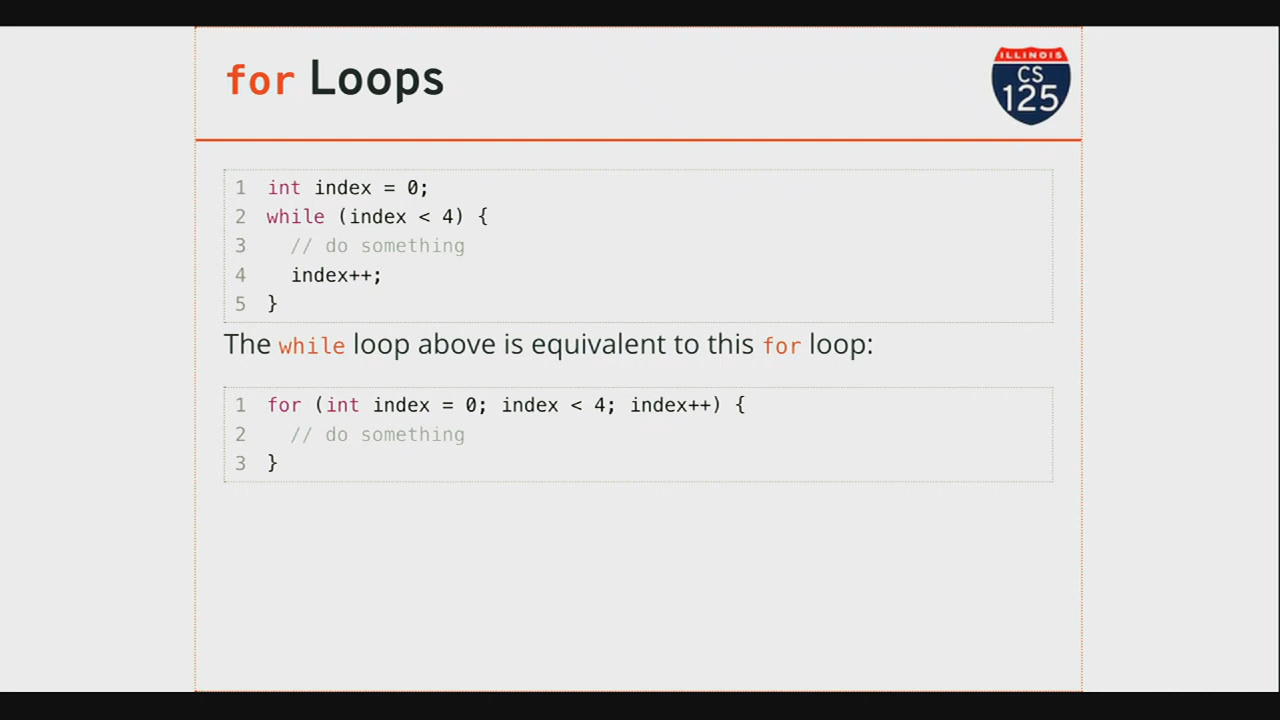 for Loops
ILLINOIS
CS
125
1 int index = 0;
2 while (index < 4) {
3 // do something
4 index++;
5 }
The while loop above is equivalent to this for loop:
1 for (int index = 0; index < 4; index++) {
2 // do something
3 }